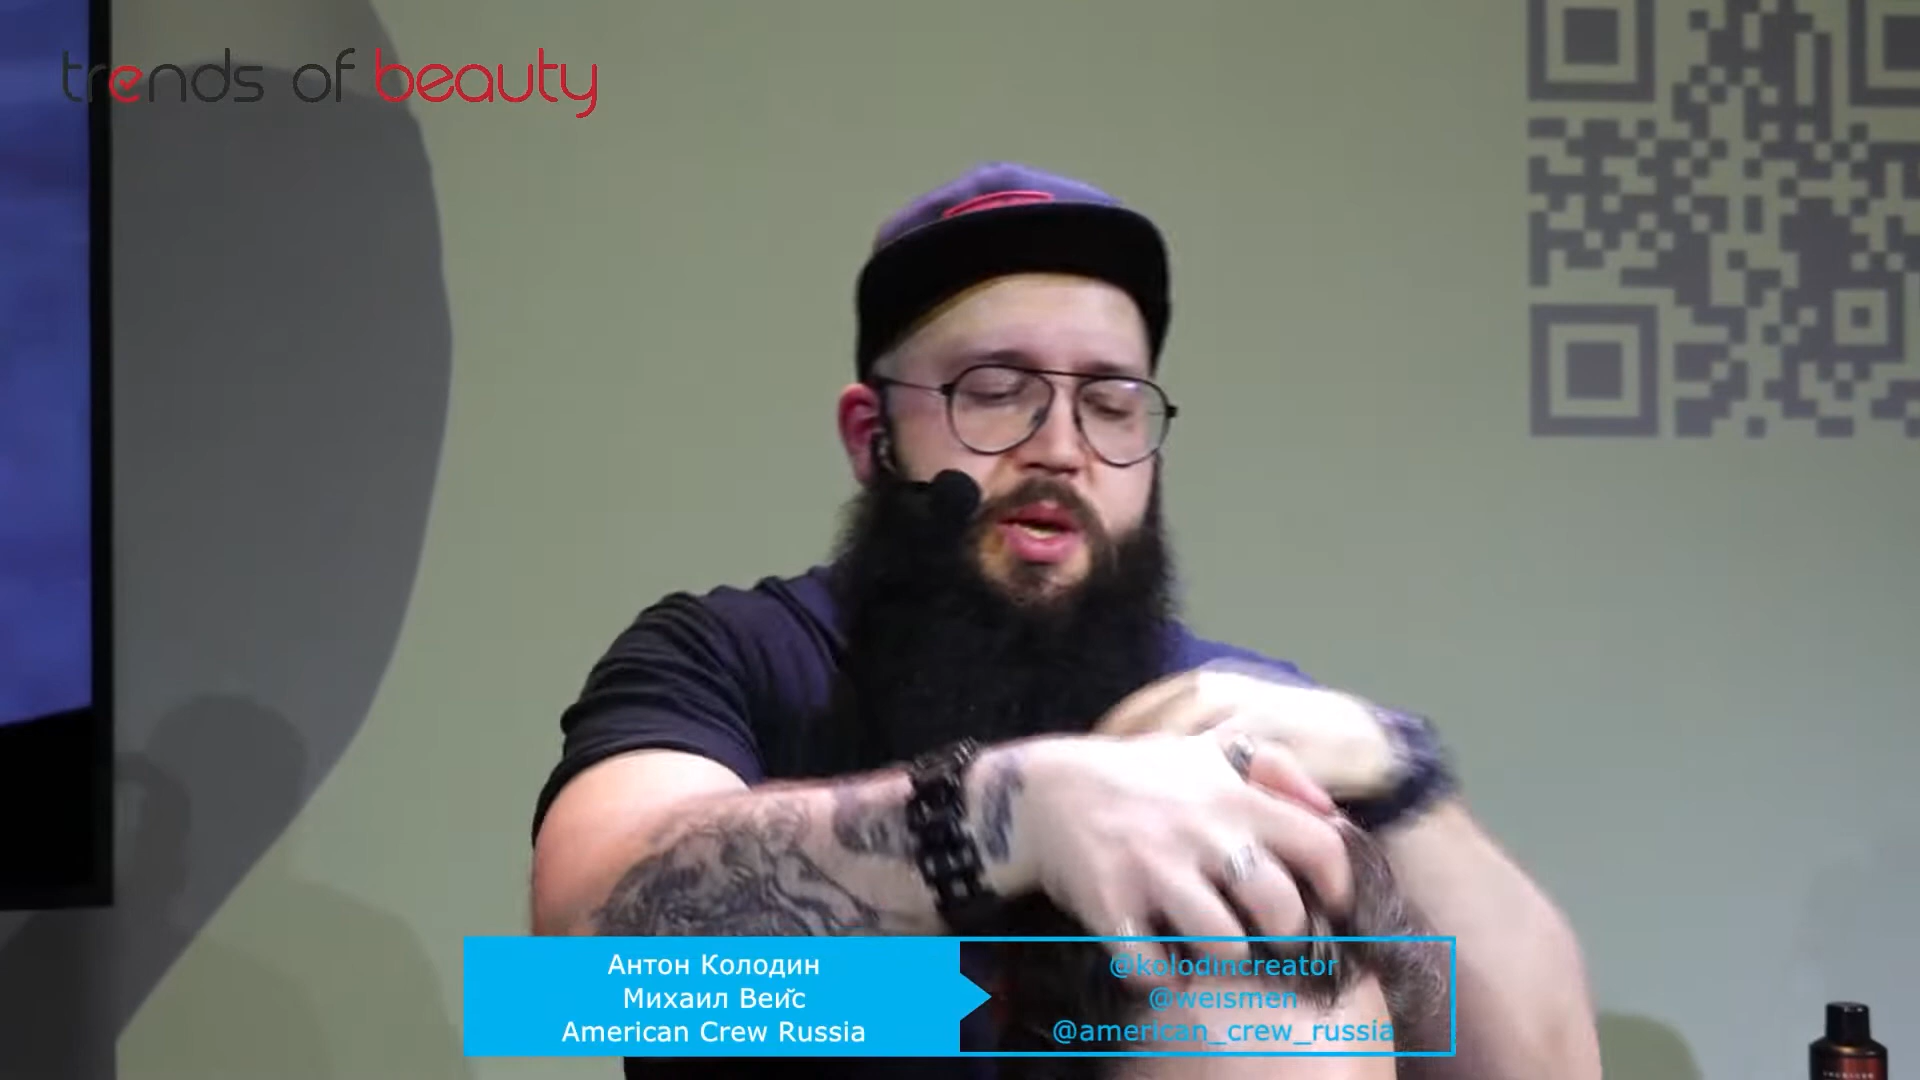 trends of beauty
Антон Колодин
Михаил Вейс
American Crew Russia
@kolodincreator
@weismen
@american_crew_russia